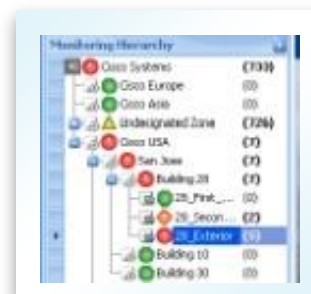 Monitoring Hierarchy
Cisco Systems (733)
Cisco Europe (0)
Cisco Asia (0)
Undesignated Zone (726)
Cisco USA (7)
San Jose (7)
Building 28 (7)
28_First_... (0)
28_Secon... (2)
28_Exterior (5)
Building 10 (0)
Building 30 (0)